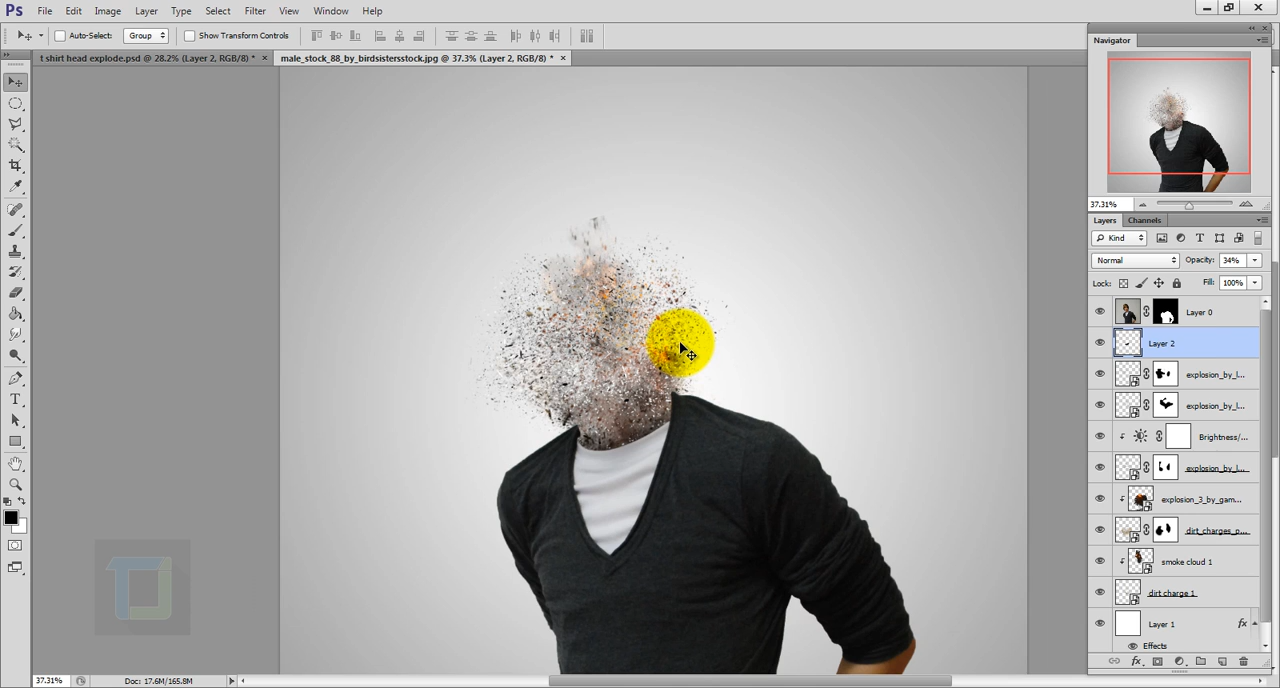 Ps File Edit Image Layer Type Select Filter View Window Help
Auto-Select: Group Show Transform Controls
t shirt head explode.psd @ 28.2% (Layer 2, RGB/8) * × male_stock_88_by_birdsistersstock.jpg @ 37.3% (Layer 2, RGB/8) * ×
Navigator
37.31%
Layers Channels
Kind
Normal Opacity: 34%
Lock: Fill: 100%
Layer 0
Layer 2
explosion_by_l...
explosion_by_l...
Brightness/...
explosion_by_l...
explosion_3_by_gam...
dirt_charges_p...
smoke cloud 1
dirt charge 1
Layer 1 fx
Effects
37.31% Doc: 17.6M/165.8M